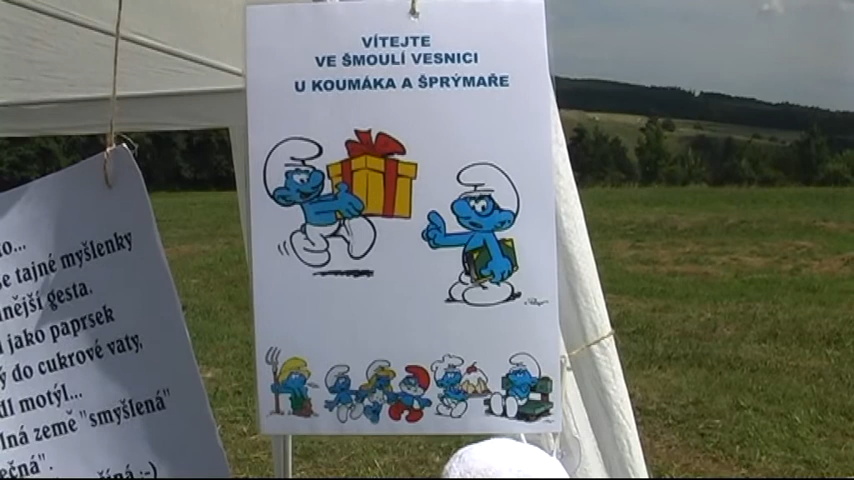 VÍTEJTE
VE ŠMOULÍ VESNICI
U KOUMÁKA A ŠPRÝMAŘE
tajné myšlenky
gesta.
jako paprsek
do cukrové vaty,
motýl...
země "smyšlená"